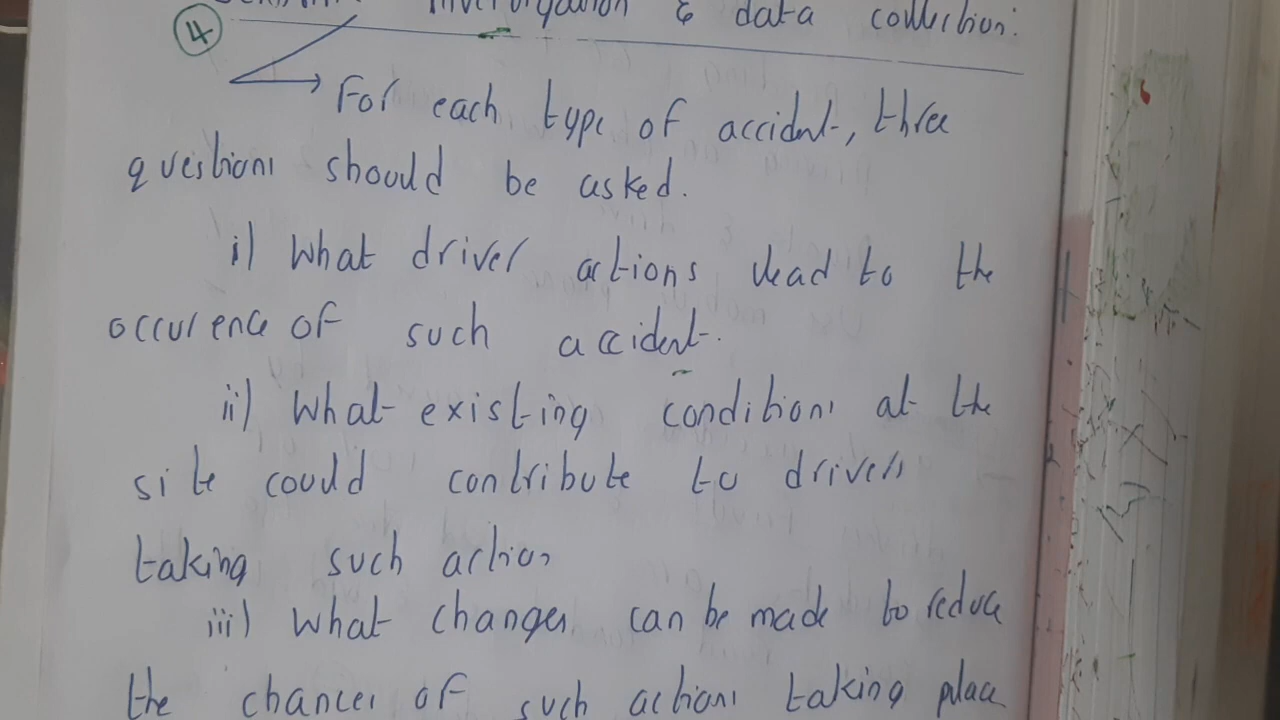 ④ & data collection:
For each type of accident, three
questions should be asked.
i) What driver actions lead to the
occurence of such accident.
ii) What existing conditions at the
site could contribute to drivers
taking such action
iii) What changes can be made to reduce
the chances of such actions taking place